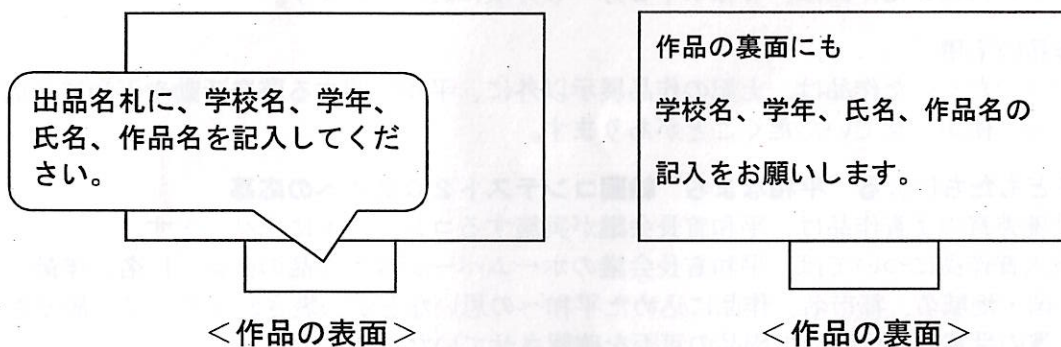 出品名札に、学校名、学年、
氏名、作品名を記入してくだ
さい。
＜作品の表面＞
作品の裏面にも
学校名、学年、氏名、作品名の
記入をお願いします。
＜作品の裏面＞